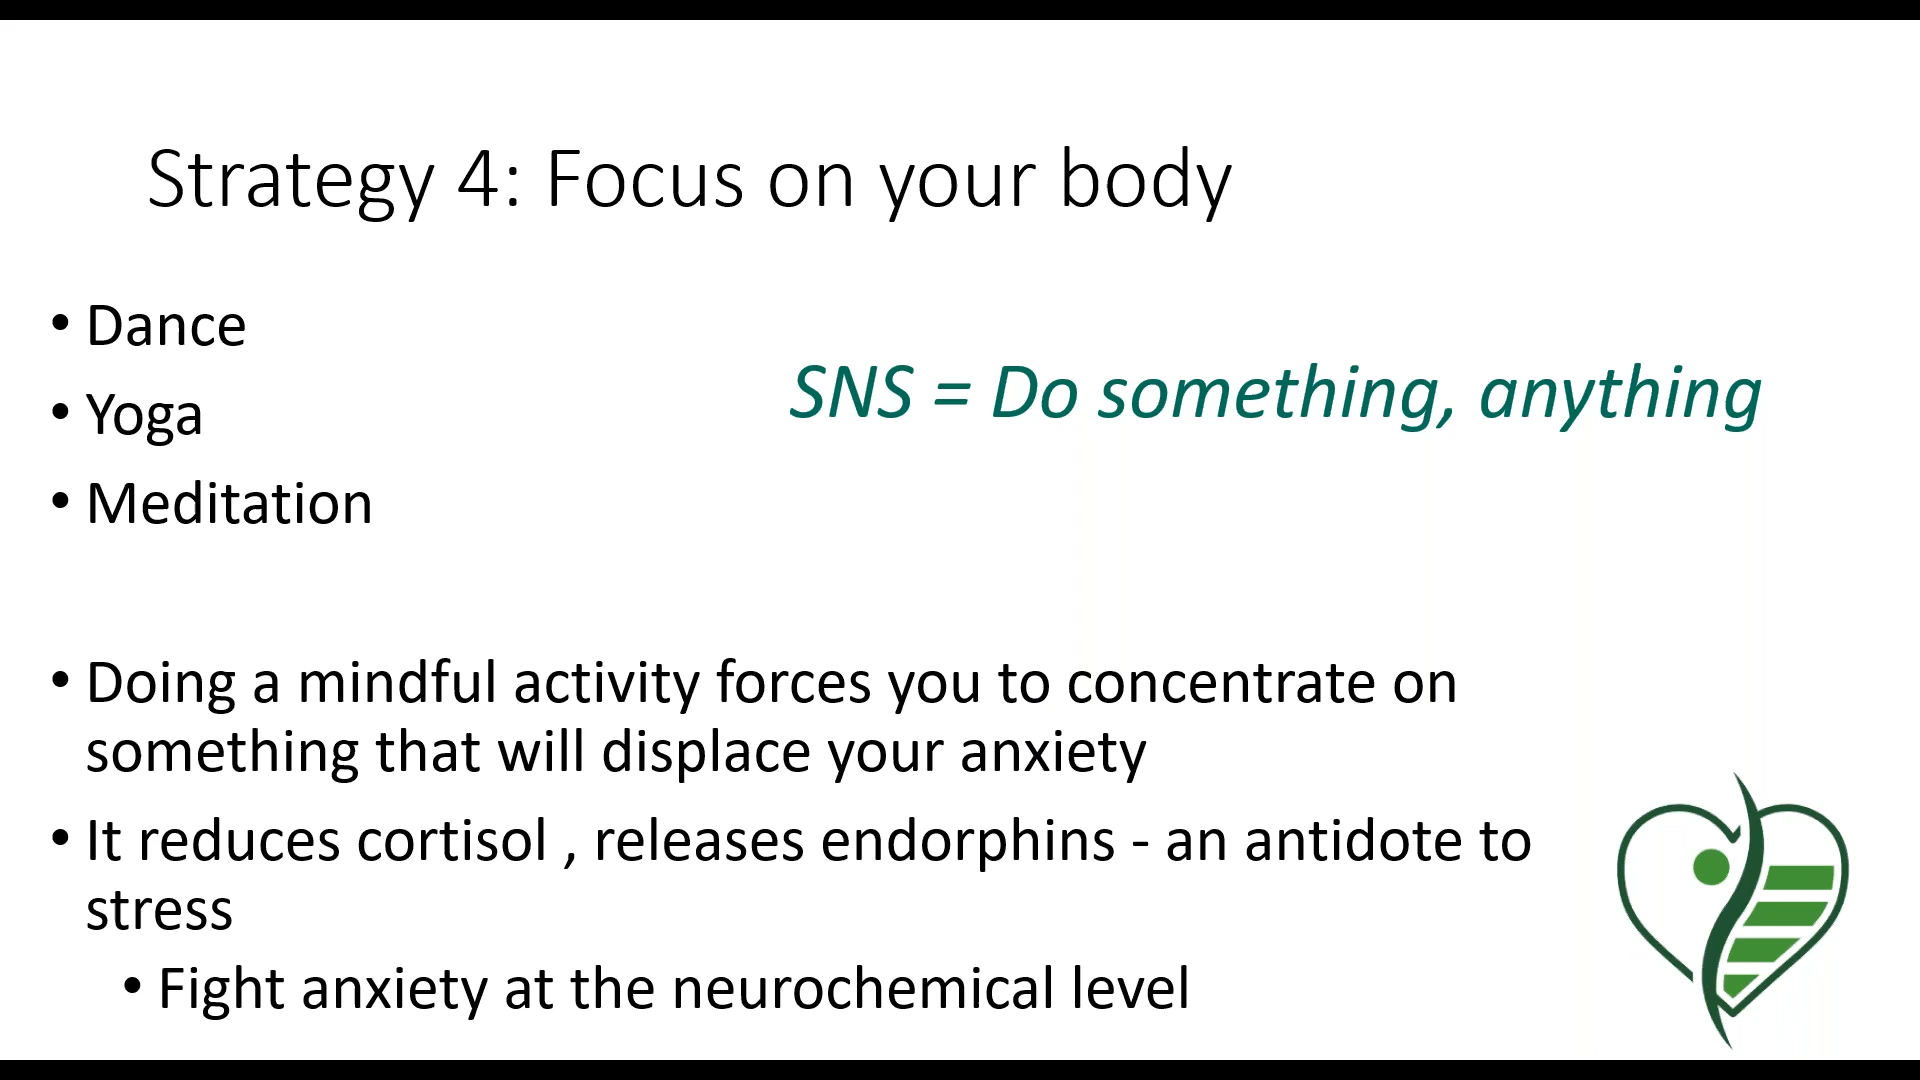 Strategy 4: Focus on your body
• Dance
• Yoga
• Meditation
SNS = Do something, anything
• Doing a mindful activity forces you to concentrate on
something that will displace your anxiety
• It reduces cortisol , releases endorphins - an antidote to
stress
• Fight anxiety at the neurochemical level